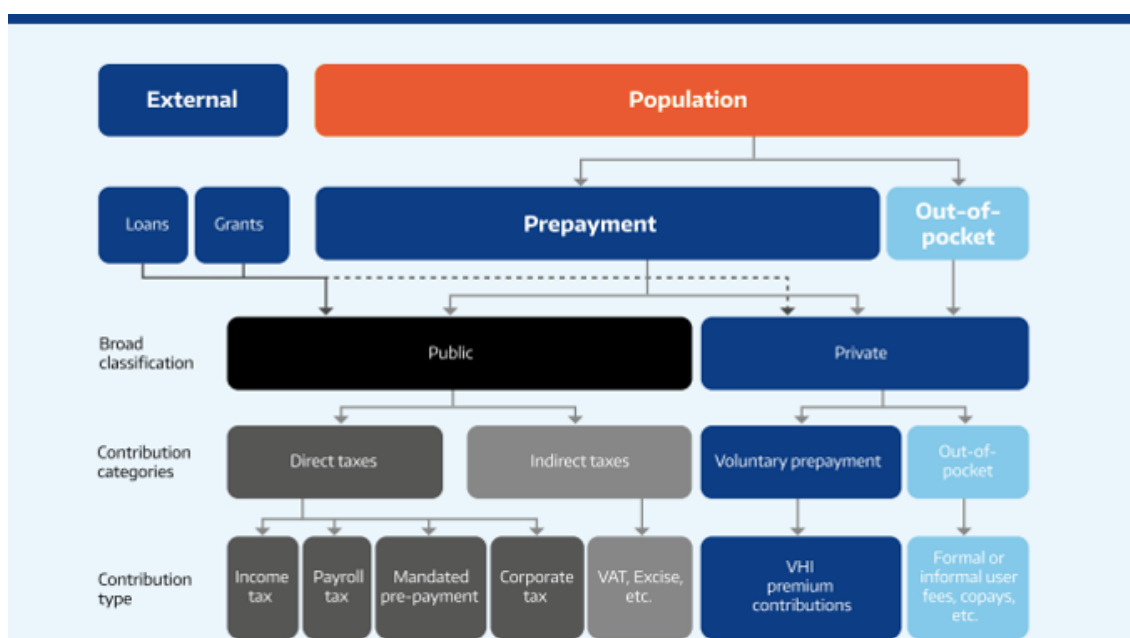 External
Population
Loans
Grants
Prepayment
Out-of-
pocket
Broad
classification
Public
Private
Contribution
categories
Direct taxes
Indirect taxes
Voluntary prepayment
Out-of-
pocket
Contribution
type
Income
tax
Payroll
tax
Mandated
pre-payment
Corporate
tax
VAT, Excise,
etc.
VHI
premium
contributions
Formal or
informal user
fees, copays,
etc.